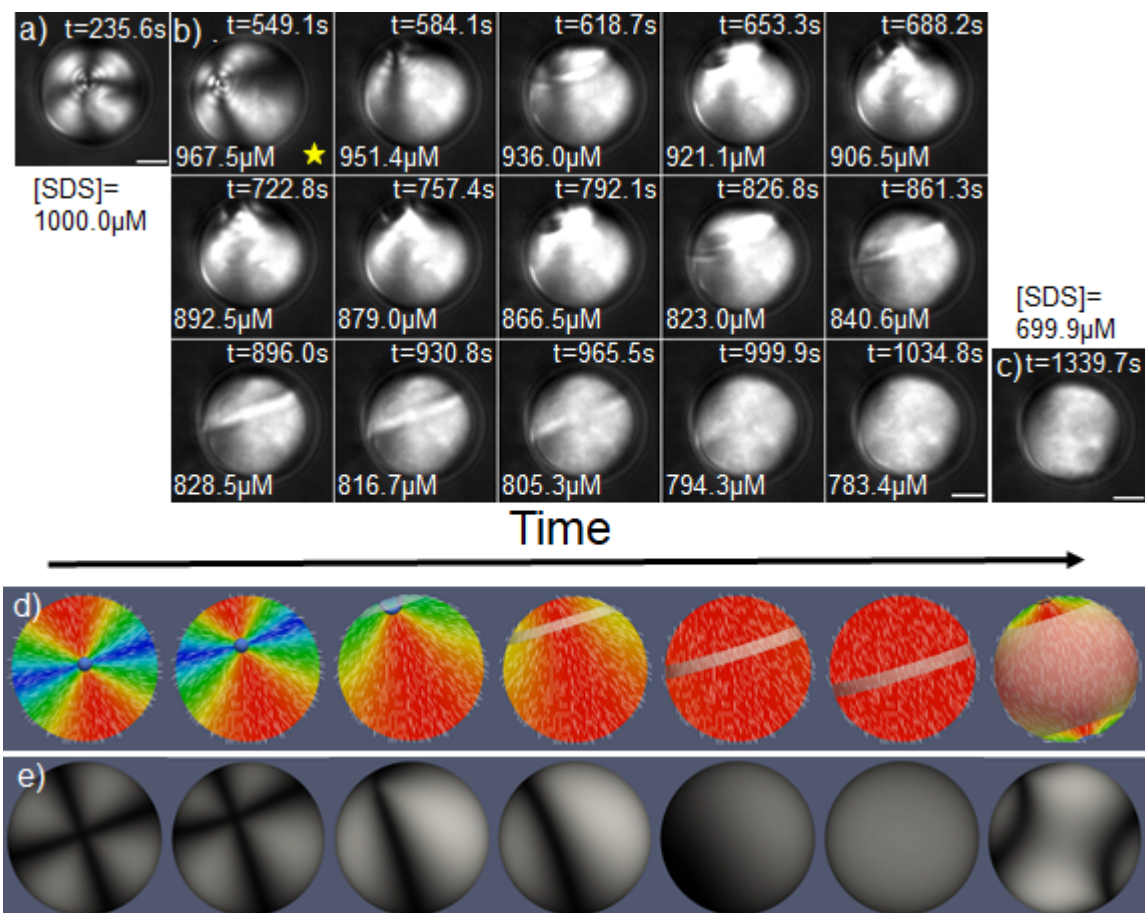 a) t=235.6s
[SDS]=
1000.0µM
b) t=549.1s
967.5µM
t=584.1s
951.4µM
t=618.7s
936.0µM
t=653.3s
921.1µM
t=688.2s
906.5µM
t=722.8s
892.5µM
t=757.4s
879.0µM
t=792.1s
866.5µM
t=826.8s
823.0µM
t=861.3s
840.6µM
t=896.0s
828.5µM
t=930.8s
816.7µM
t=965.5s
805.3µM
t=999.9s
794.3µM
t=1034.8s
783.4µM
[SDS]=
699.9µM
c) t=1339.7s
Time
d)
e)